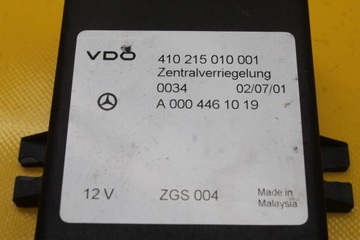 VDO 410 215 010 001
Zentralverriegelung
0034 02/07/01
A 000 446 10 19
12 V ZGS 004 Made in
Malaysia